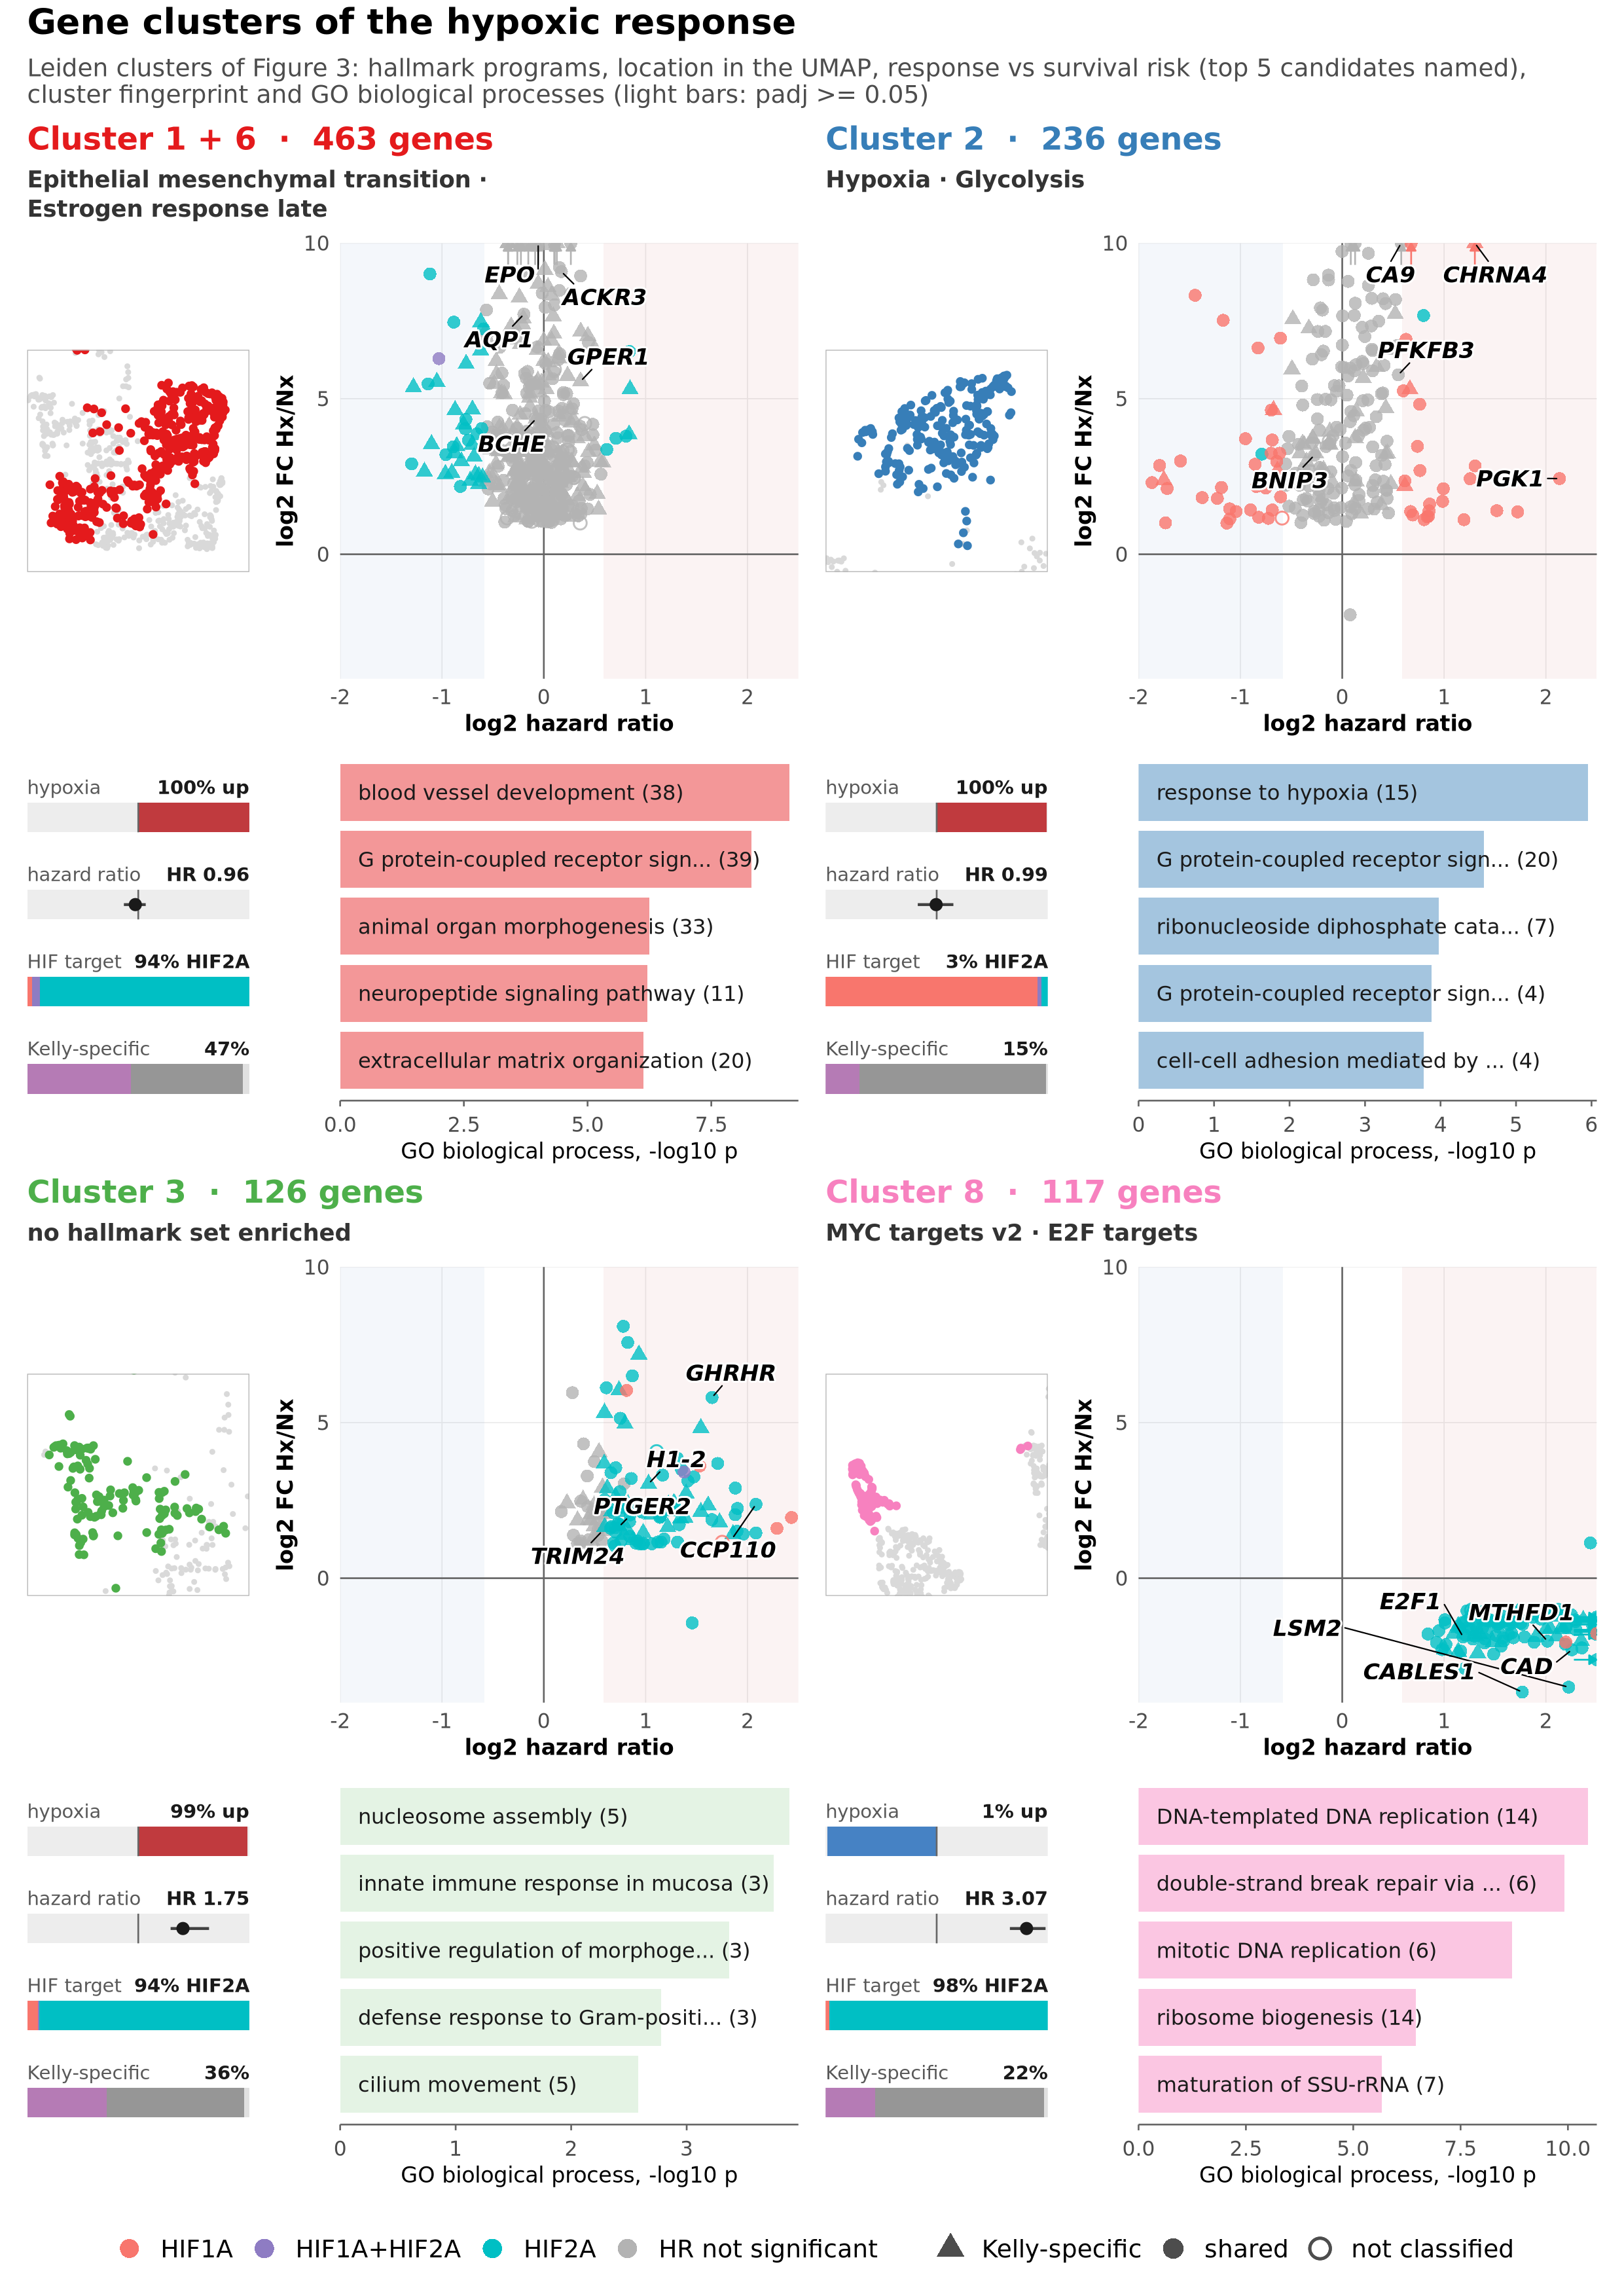 Gene clusters of the hypoxic response
Leiden clusters of Figure 3: hallmark programs, location in the UMAP, response vs survival risk (top 5 candidates named),
cluster fingerprint and GO biological processes (light bars: padj >= 0.05)
Cluster 1 + 6 · 463 genes
Epithelial mesenchymal transition ·
Estrogen response late
10
5
0
log2 FC Hx/Nx
EPO
ACKR3
AQP1
GPER1
BCHE
-2 -1 0 1 2
log2 hazard ratio
hypoxia 100% up
hazard ratio HR 0.96
HIF target 94% HIF2A
Kelly-specific 47%
blood vessel development (38)
G protein-coupled receptor sign... (39)
animal organ morphogenesis (33)
neuropeptide signaling pathway (11)
extracellular matrix organization (20)
0.0 2.5 5.0 7.5
GO biological process, -log10 p
Cluster 2 · 236 genes
Hypoxia · Glycolysis
10
5
0
log2 FC Hx/Nx
CA9
CHRNA4
PFKFB3
BNIP3
PGK1
-2 -1 0 1 2
log2 hazard ratio
hypoxia 100% up
hazard ratio HR 0.99
HIF target 3% HIF2A
Kelly-specific 15%
response to hypoxia (15)
G protein-coupled receptor sign... (20)
ribonucleoside diphosphate cata... (7)
G protein-coupled receptor sign... (4)
cell-cell adhesion mediated by ... (4)
0 1 2 3 4 5 6
GO biological process, -log10 p
Cluster 3 · 126 genes
no hallmark set enriched
10
5
0
log2 FC Hx/Nx
GHRHR
H1-2
PTGER2
TRIM24
CCP110
-2 -1 0 1 2
log2 hazard ratio
hypoxia 99% up
hazard ratio HR 1.75
HIF target 94% HIF2A
Kelly-specific 36%
nucleosome assembly (5)
innate immune response in mucosa (3)
positive regulation of morphoge... (3)
defense response to Gram-positi... (3)
cilium movement (5)
0 1 2 3
GO biological process, -log10 p
Cluster 8 · 117 genes
MYC targets v2 · E2F targets
10
5
0
log2 FC Hx/Nx
E2F1
MTHFD1
LSM2
CABLES1
CAD
-2 -1 0 1 2
log2 hazard ratio
hypoxia 1% up
hazard ratio HR 3.07
HIF target 98% HIF2A
Kelly-specific 22%
DNA-templated DNA replication (14)
double-strand break repair via ... (6)
mitotic DNA replication (6)
ribosome biogenesis (14)
maturation of SSU-rRNA (7)
0.0 2.5 5.0 7.5 10.0
GO biological process, -log10 p
HIF1A HIF1A+HIF2A HIF2A HR not significant Kelly-specific shared not classified